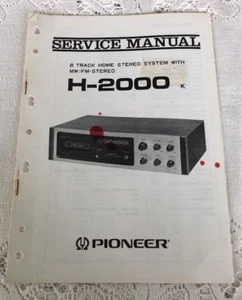 SERVICE MANUAL
8 TRACK HOME STEREO SYSTEM WITH
MW/FM-STEREO
H-2000 K
PIONEER